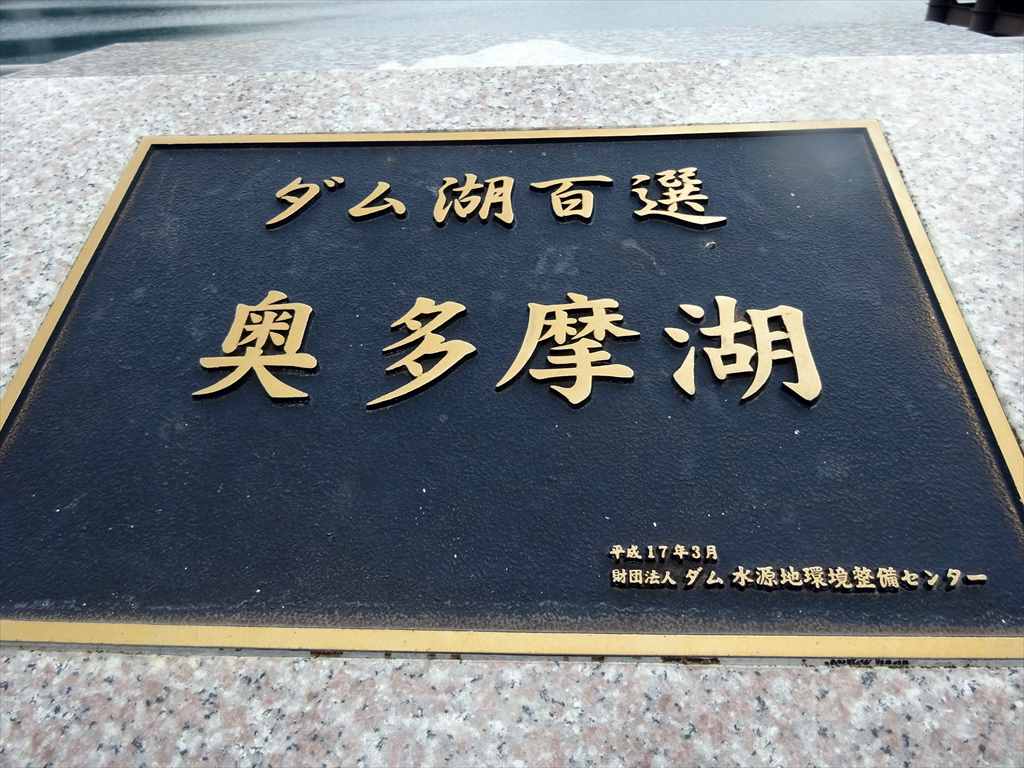 ダム湖百選
奥多摩湖
平成17年3月
財団法人 ダム水源地環境整備センター